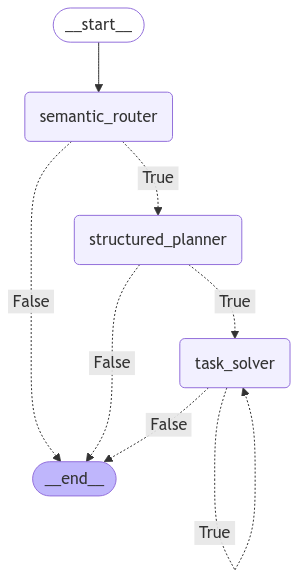 __start__
semantic_router
True
structured_planner
False
True
False
task_solver
False
__end__
True